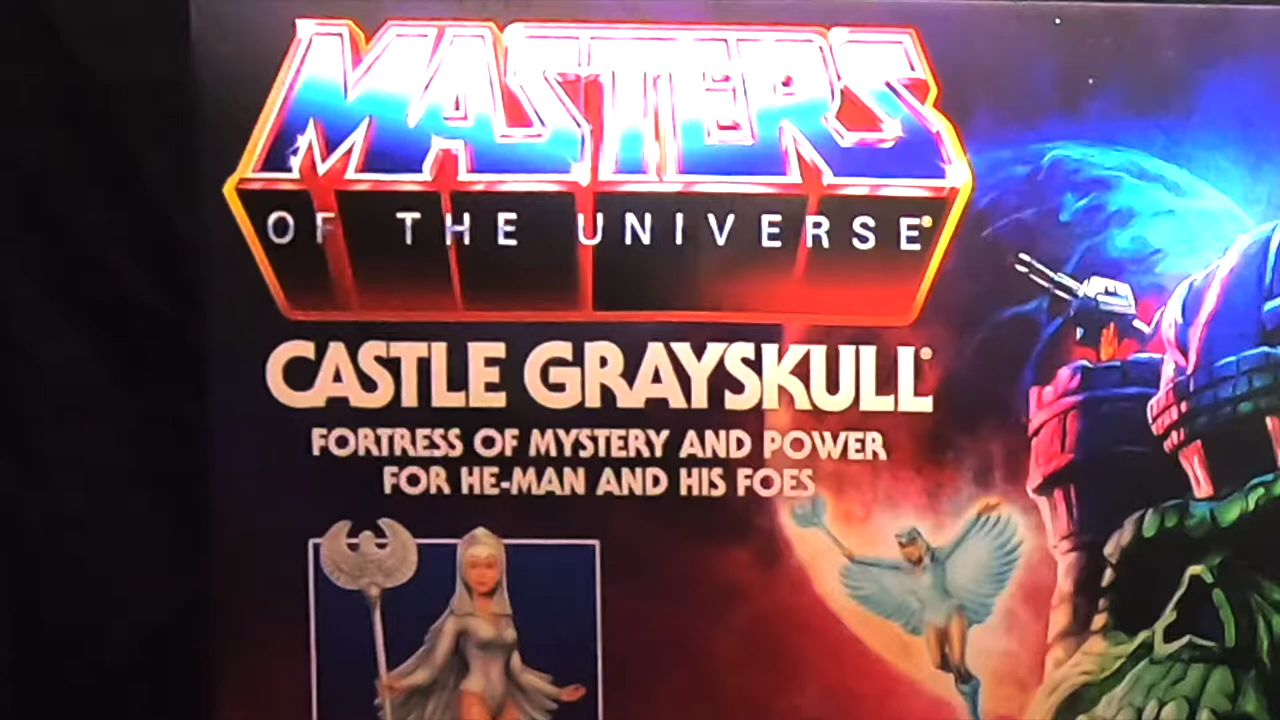 MASTERS
OF THE UNIVERSE
CASTLE GRAYSKULL
FORTRESS OF MYSTERY AND POWER
FOR HE-MAN AND HIS FOES